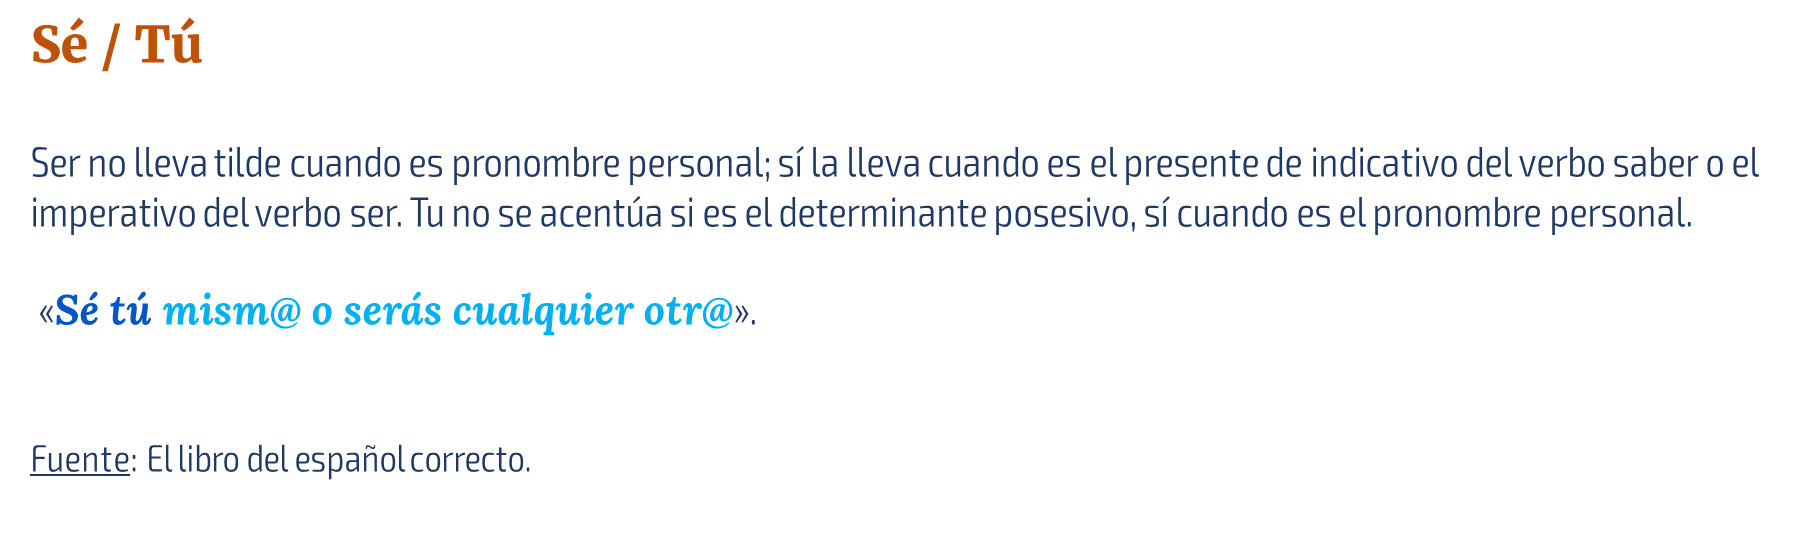 Sé / Tú
Ser no lleva tilde cuando es pronombre personal; sí la lleva cuando es el presente de indicativo del verbo saber o el
imperativo del verbo ser. Tu no se acentúa si es el determinante posesivo, sí cuando es el pronombre personal.
«Sé tú mism@ o serás cualquier otr@».
Fuente: El libro del español correcto.